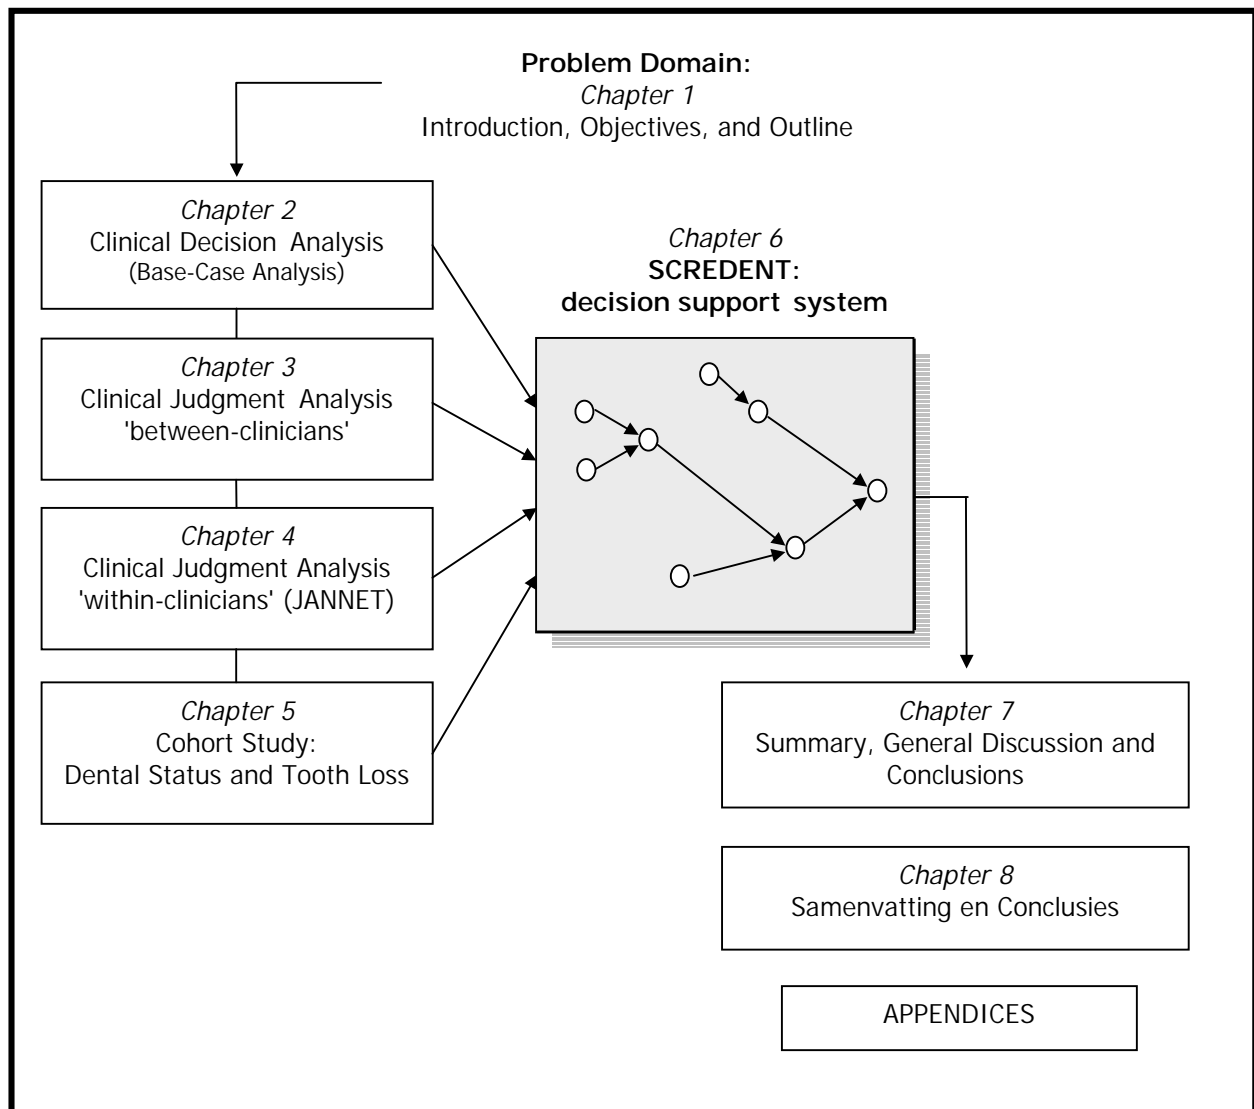 Problem Domain:
Chapter 1
Introduction, Objectives, and Outline
Chapter 2
Clinical Decision Analysis
(Base-Case Analysis)
Chapter 3
Clinical Judgment Analysis
'between-clinicians'
Chapter 4
Clinical Judgment Analysis
'within-clinicians' (JANNET)
Chapter 5
Cohort Study:
Dental Status and Tooth Loss
Chapter 6
SCREDENT:
decision support system
Chapter 7
Summary, General Discussion and
Conclusions
Chapter 8
Samenvatting en Conclusies
APPENDICES